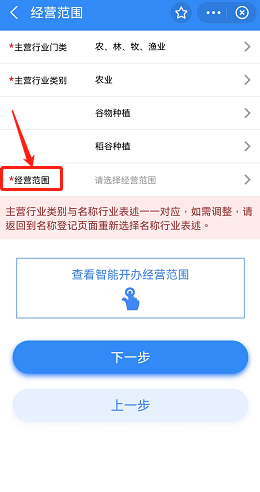 经营范围
*主营行业门类 农、林、牧、渔业
*主营行业类别 农业
谷物种植
稻谷种植
*经营范围 请选择经营范围
主营行业类别与名称行业表述一一对应，如需调整，请
返回到名称登记页面重新选择名称行业表述。
查看智能开办经营范围
下一步
上一步